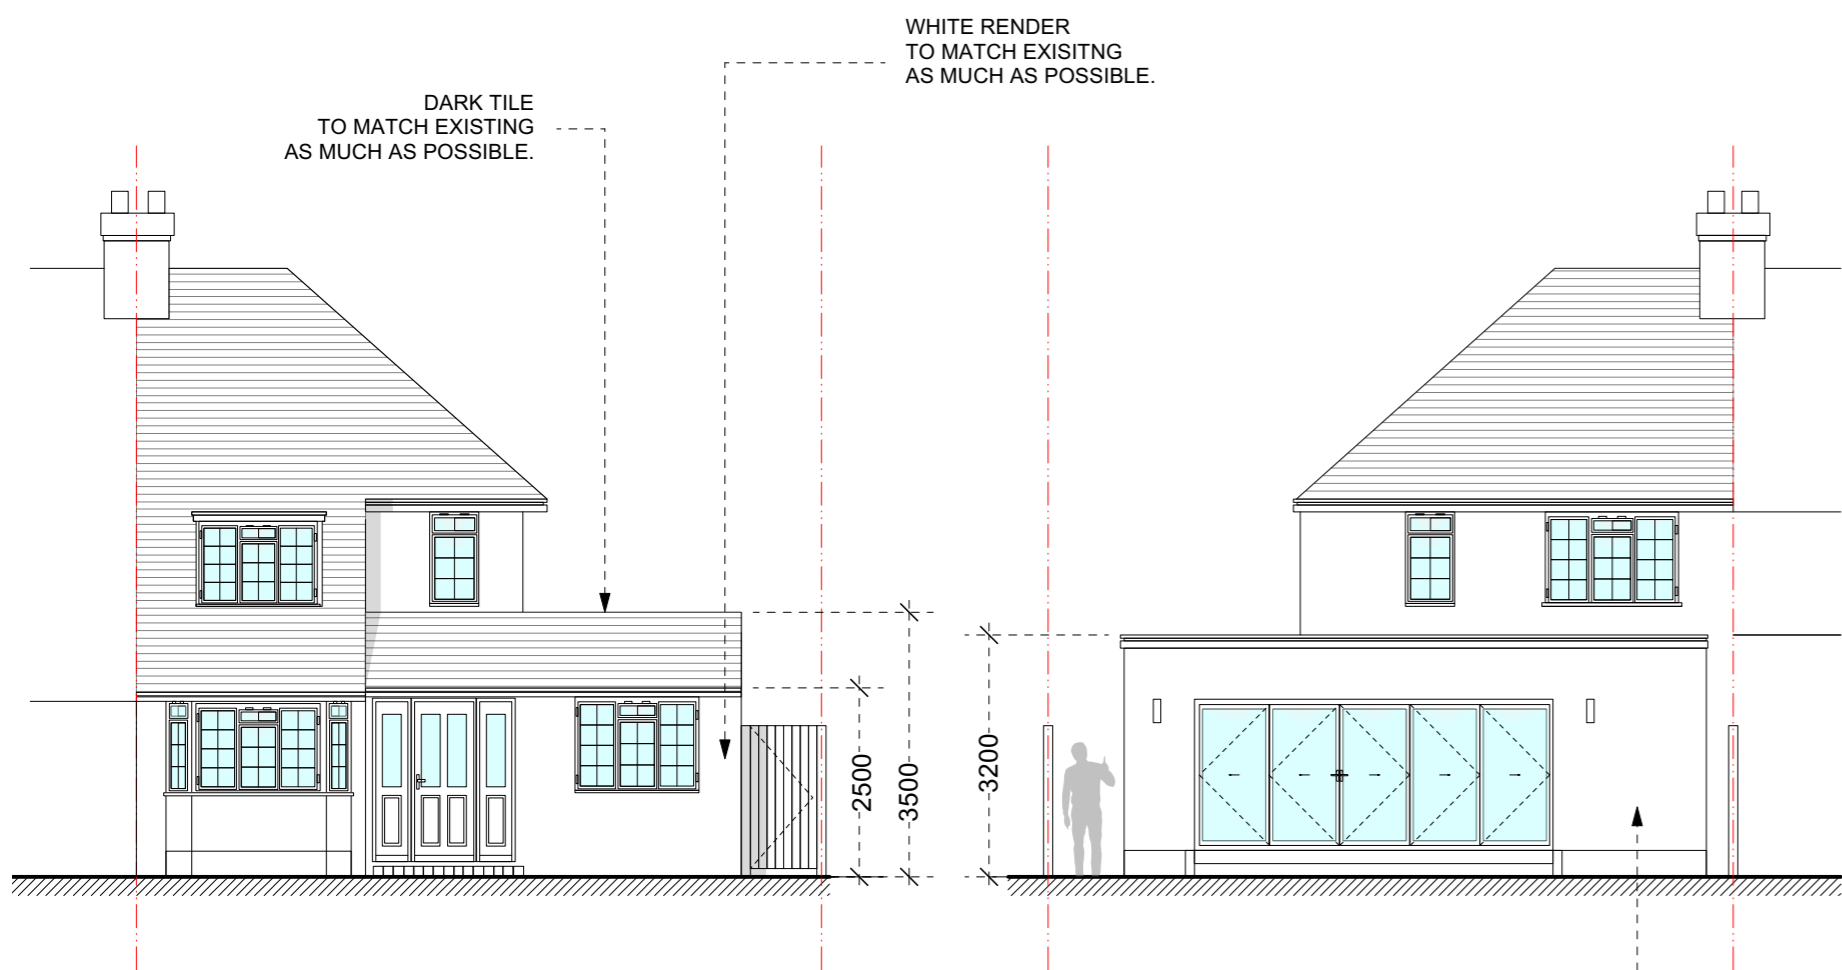 WHITE RENDER
TO MATCH EXISITNG
AS MUCH AS POSSIBLE.
DARK TILE
TO MATCH EXISTING
AS MUCH AS POSSIBLE.
2500
3500
3200